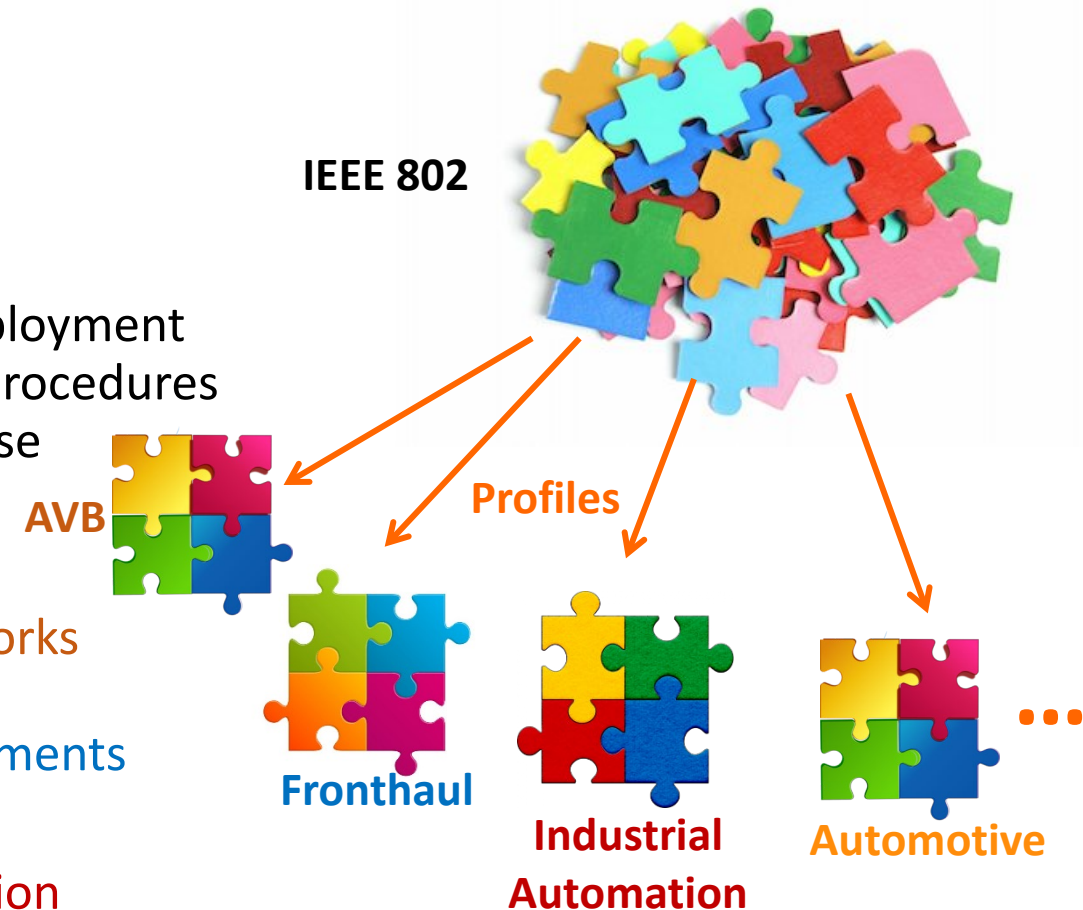 IEEE 802
ployment
rocedures
se
Profiles
AVB
orks
ments
Fronthaul
Industrial
Automation
Automotive
...
ion